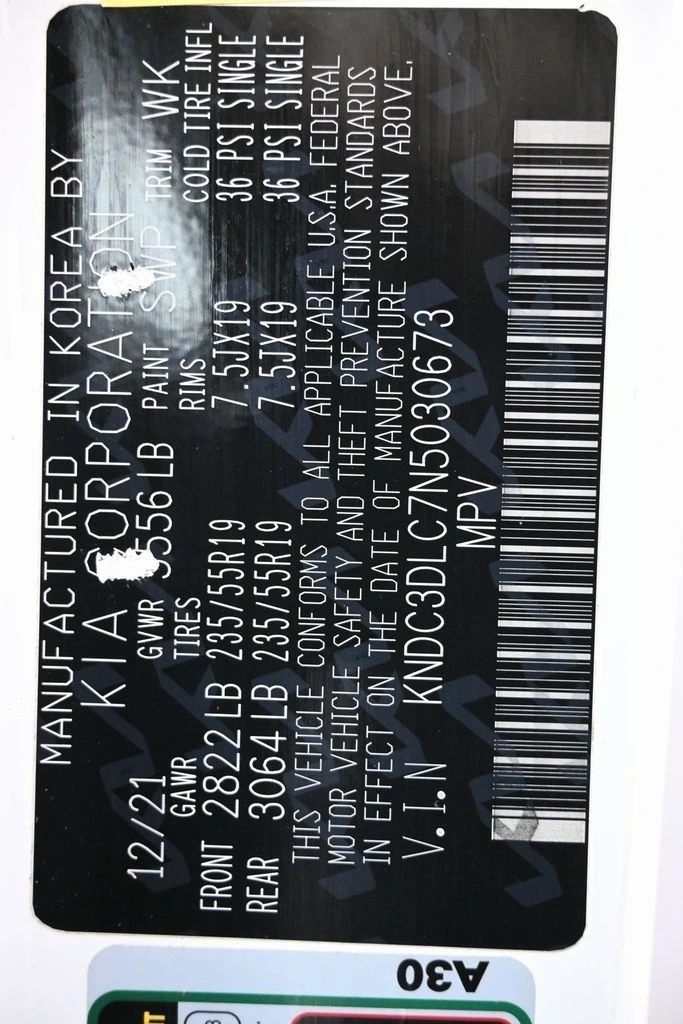 MANUFACTURED IN KOREA BY
KIA CORPORATION
12/21 GVWR 5556 LB PAINT SWP TRIM WK
GAWR TIRES RIMS COLD TIRE INFL
FRONT 2822 LB 235/55R19 7.5JX19 36 PSI SINGLE
REAR 3064 LB 235/55R19 7.5JX19 36 PSI SINGLE
THIS VEHICLE CONFORMS TO ALL APPLICABLE U.S.A. FEDERAL
MOTOR VEHICLE SAFETY AND THEFT PREVENTION STANDARDS
IN EFFECT ON THE DATE OF MANUFACTURE SHOWN ABOVE.
V.I.N KNDC3DLC7N5030673
MPV
A30